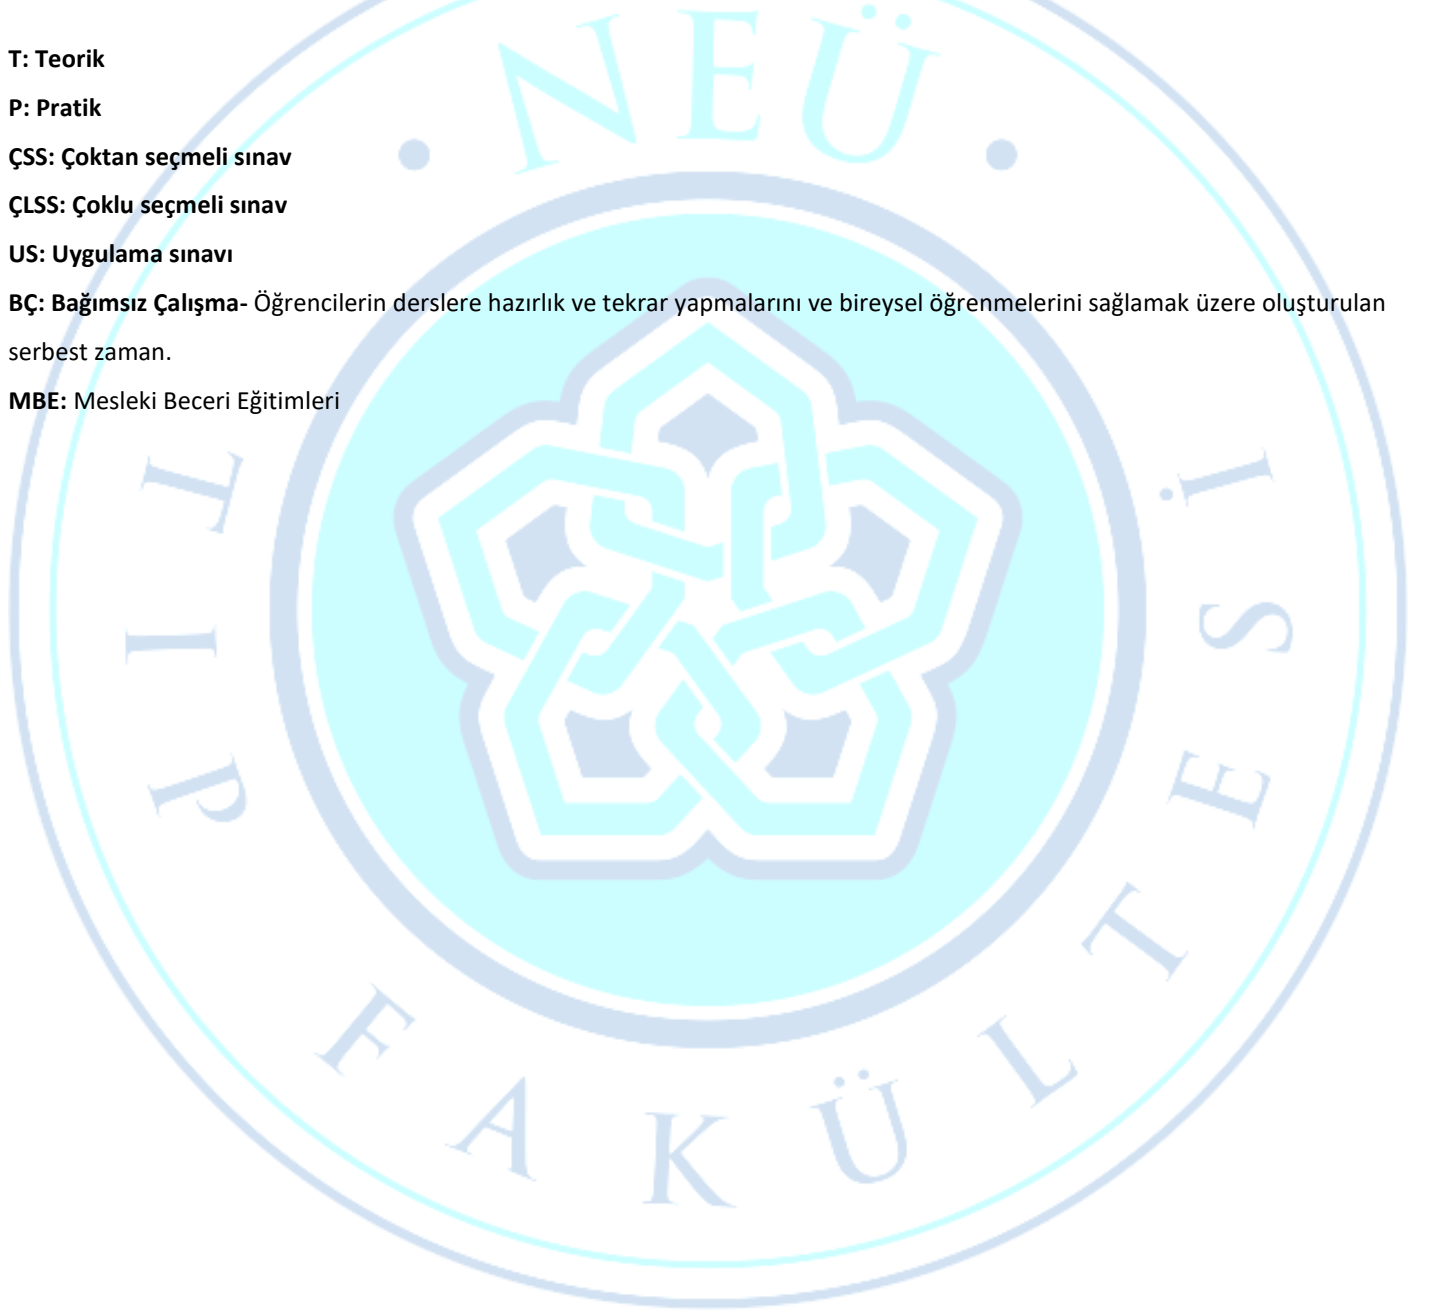 NEÜ
T: Teorik
P: Pratik
ÇSS: Çoktan seçmeli sınav
ÇLSS: Çoklu seçmeli sınav
US: Uygulama sınavı
BÇ: Bağımsız Çalışma- Öğrencilerin derslere hazırlık ve tekrar yapmalarını ve bireysel öğrenmelerini sağlamak üzere oluşturulan
serbest zaman.
MBE: Mesleki Beceri Eğitimleri
TIP FAKÜLTESİ